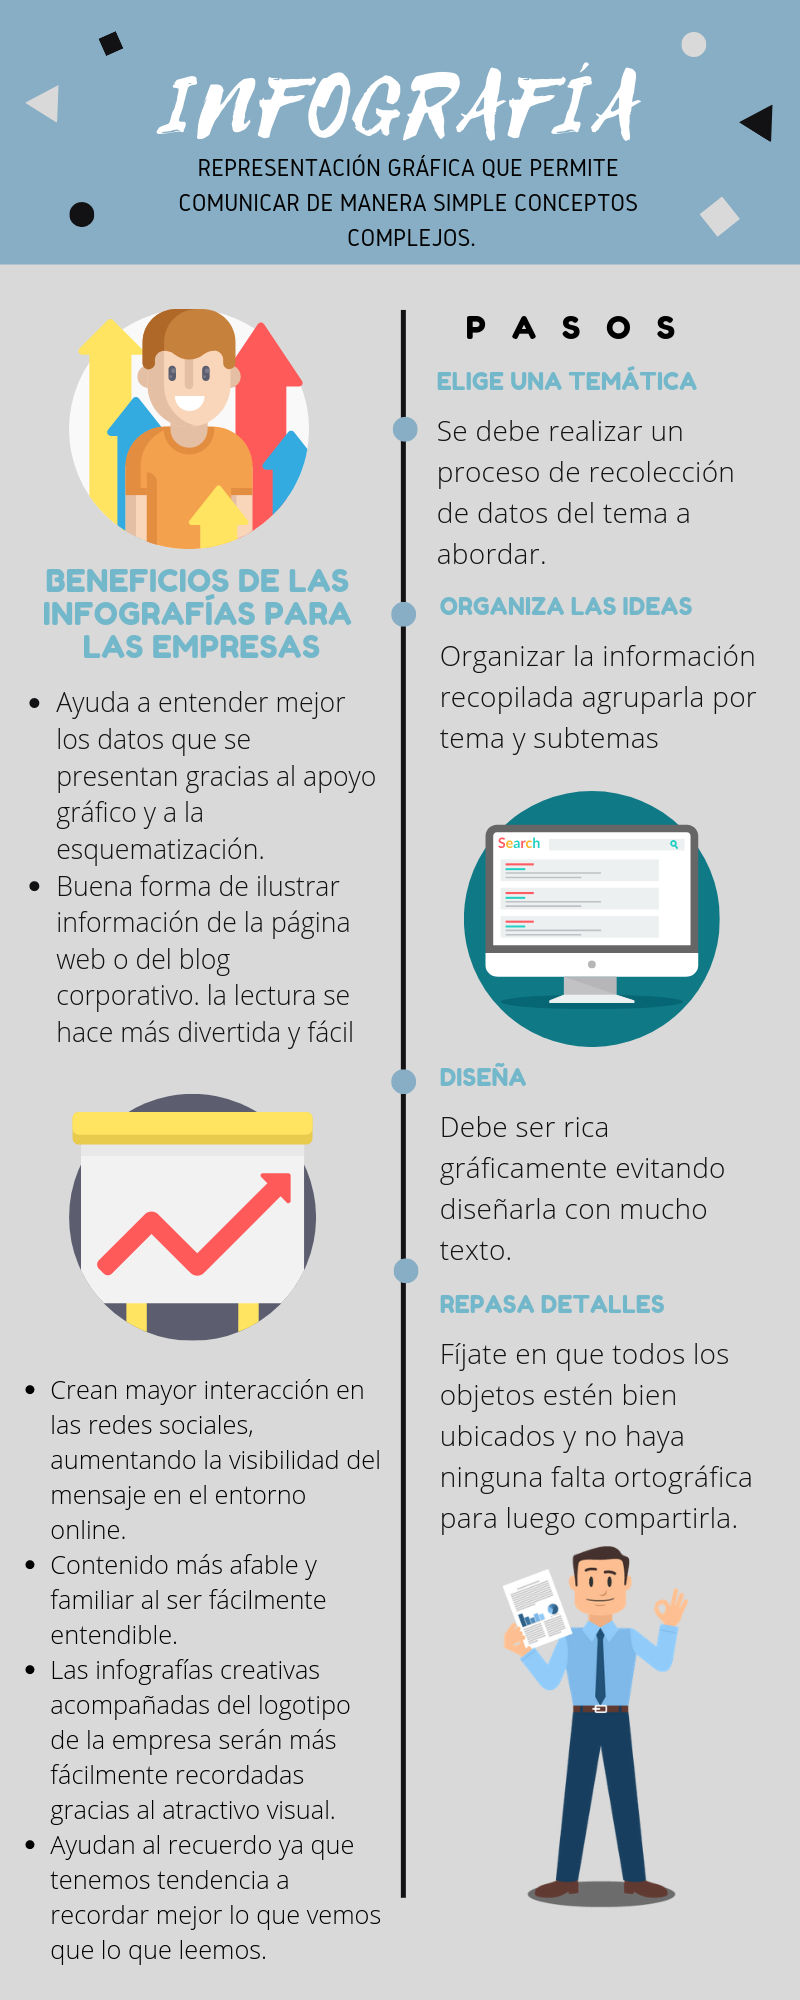 INFOGRAFÍA
REPRESENTACIÓN GRÁFICA QUE PERMITE
COMUNICAR DE MANERA SIMPLE CONCEPTOS
COMPLEJOS.
BENEFICIOS DE LAS
INFOGRAFÍAS PARA
LAS EMPRESAS
• Ayuda a entender mejor
los datos que se
presentan gracias al apoyo
gráfico y a la
esquematización.
• Buena forma de ilustrar
información de la página
web o del blog
corporativo. la lectura se
hace más divertida y fácil
• Crean mayor interacción en
las redes sociales,
aumentando la visibilidad del
mensaje en el entorno
online.
• Contenido más afable y
familiar al ser fácilmente
entendible.
• Las infografías creativas
acompañadas del logotipo
de la empresa serán más
fácilmente recordadas
gracias al atractivo visual.
• Ayudan al recuerdo ya que
tenemos tendencia a
recordar mejor lo que vemos
que lo que leemos.
PASOS
ELIGE UNA TEMÁTICA
Se debe realizar un
proceso de recolección
de datos del tema a
abordar.
ORGANIZA LAS IDEAS
Organizar la información
recopilada agruparla por
tema y subtemas
Search
DISEÑA
Debe ser rica
gráficamente evitando
diseñarla con mucho
texto.
REPASA DETALLES
Fíjate en que todos los
objetos estén bien
ubicados y no haya
ninguna falta ortográfica
para luego compartirla.